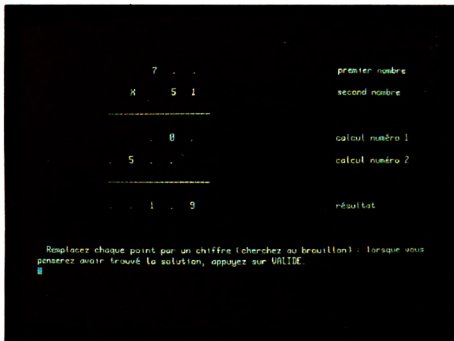 7 . . premier nombre
X 5 1 second nombre
. 0 . calcul numéro 1
. 5 . . calcul numéro 2
. . 1 . 9 résultat
Remplacez chaque point par un chiffre (cherchez au brouillon) : lorsque vous
penserez avoir trouvé la solution, appuyez sur VALIDE.